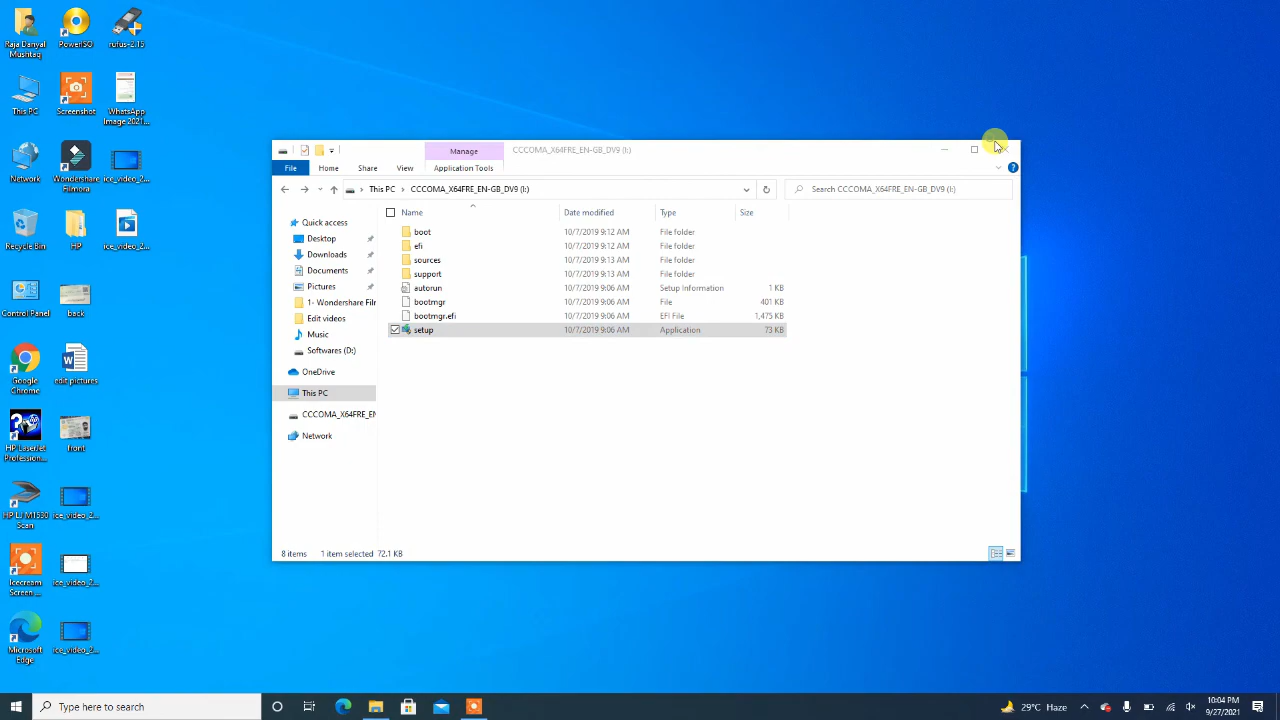 Raja Danyal
Mushtaq
PowerISO
rufus-2.15
This PC
Screenshot
WhatsApp
Image 2021...
Network
Wondershare
Filmora
ice_video_2...
Recycle Bin
HP
ice_video_2...
Control Panel
back
Google
Chrome
edit pictures
HP LaserJet
Profession...
front
HP LJ M1530
Scan
ice_video_2...
Icecream
Screen ...
ice_video_2...
Microsoft
Edge
ice_video_2...
Manage
CCCOMA_X64FRE_EN-GB_DV9 (I:)
File
Home
Share
View
Application Tools
This PC
CCCOMA_X64FRE_EN-GB_DV9 (I:)
Search CCCOMA_X64FRE_EN-GB_DV9 (I:)
Name
Date modified
Type
Size
Quick access
Desktop
Downloads
Documents
Pictures
1- Wondershare Film
Edit videos
Music
Softwares (D:)
OneDrive
This PC
CCCOMA_X64FRE_EN
Network
boot 10/7/2019 9:12 AM File folder
efi 10/7/2019 9:12 AM File folder
sources 10/7/2019 9:13 AM File folder
support 10/7/2019 9:13 AM File folder
autorun 10/7/2019 9:06 AM Setup Information 1 KB
bootmgr 10/7/2019 9:06 AM File 401 KB
bootmgr.efi 10/7/2019 9:06 AM EFI File 1,475 KB
setup 10/7/2019 9:06 AM Application 73 KB
8 items
1 item selected 72.1 KB
Type here to search
29°C Haze
10:04 PM
9/27/2021